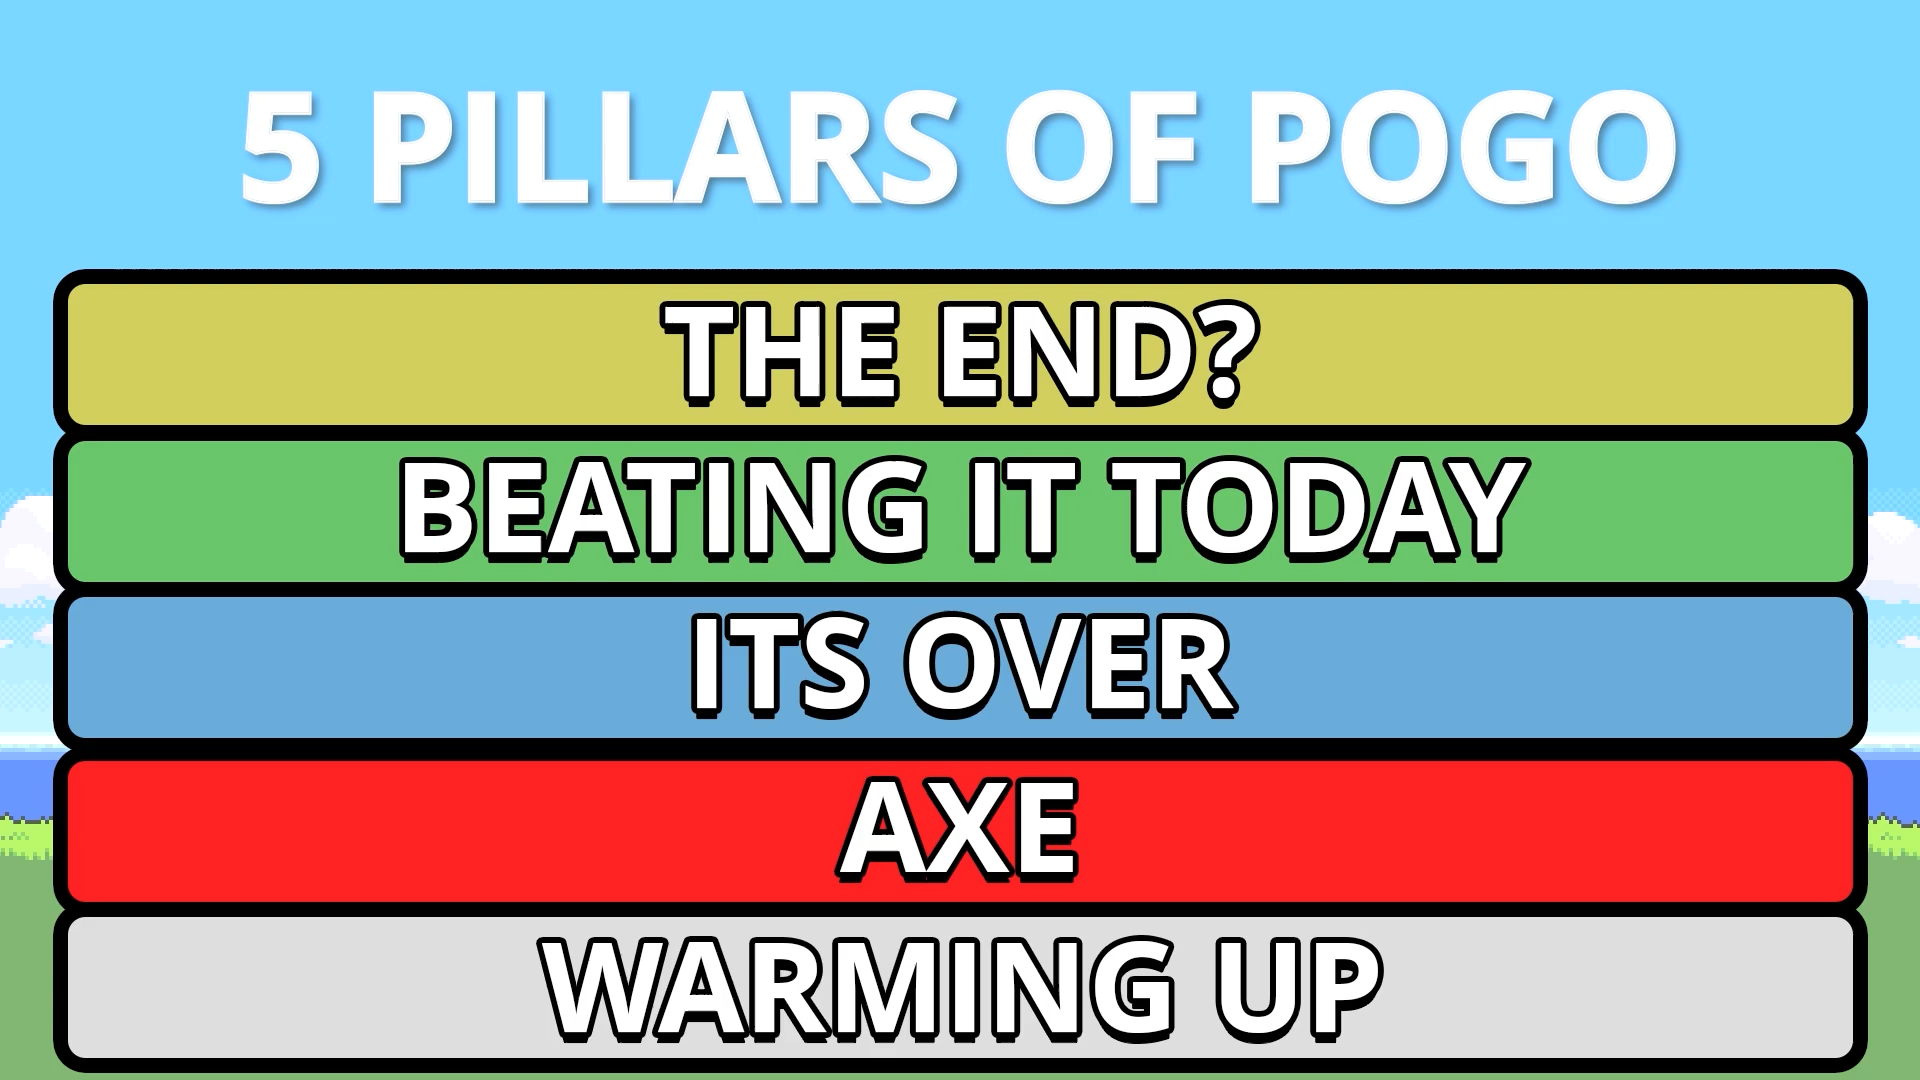 5 PILLARS OF POGO
THE END?
BEATING IT TODAY
ITS OVER
AXE
WARMING UP